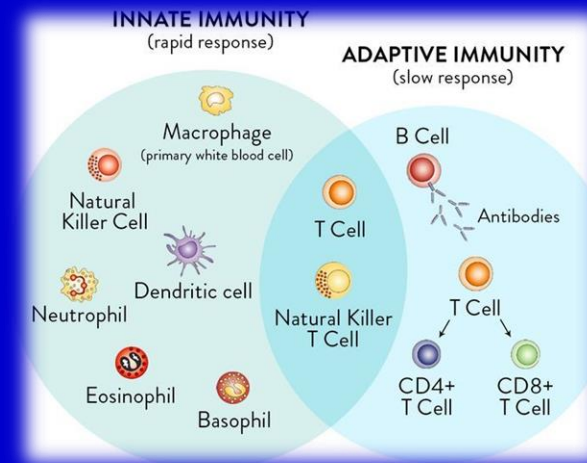 INNATE IMMUNITY
(rapid response)
ADAPTIVE IMMUNITY
(slow response)
Macrophage
(primary white blood cell)
Natural
Killer Cell
Dendritic cell
Neutrophil
Eosinophil
Basophil
T Cell
Natural Killer
T Cell
B Cell
Antibodies
T Cell
CD4+
T Cell
CD8+
T Cell